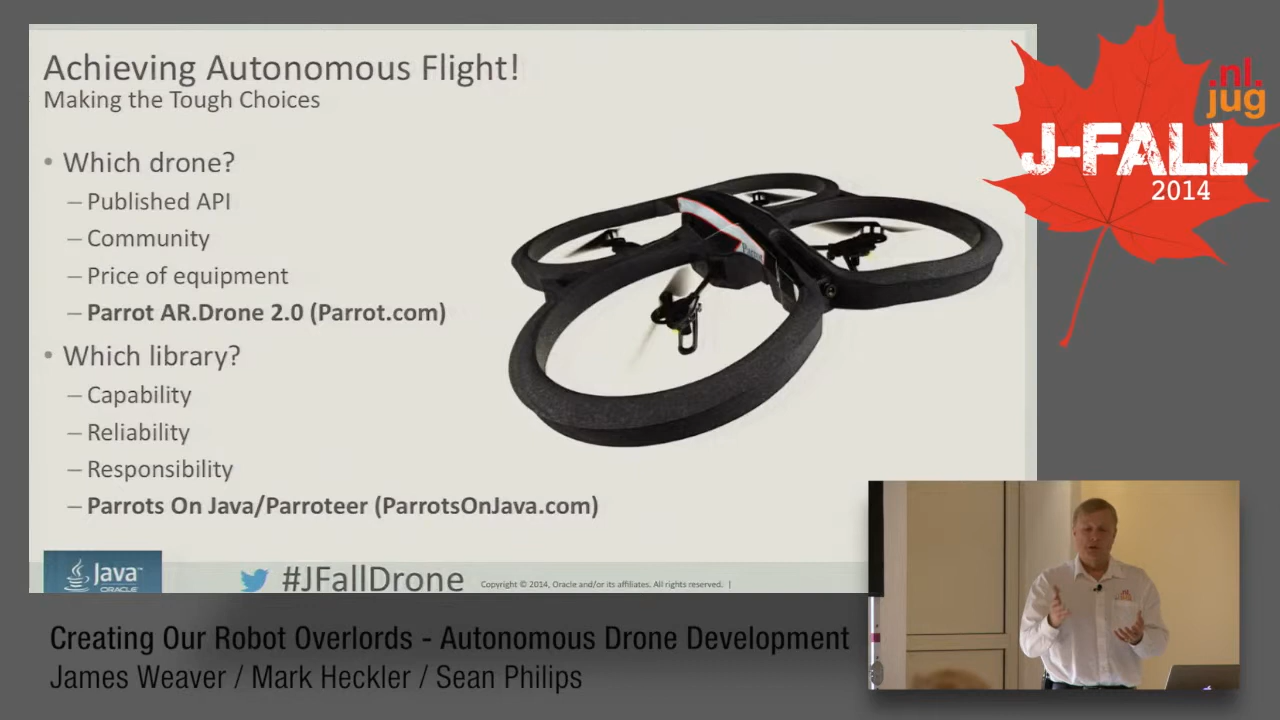 Achieving Autonomous Flight!
Making the Tough Choices
• Which drone?
– Published API
– Community
– Price of equipment
– Parrot AR.Drone 2.0 (Parrot.com)
• Which library?
– Capability
– Reliability
– Responsibility
– Parrots On Java/Parroteer (ParrotsOnJava.com)
Parrot
Java™
ORACLE
#JFallDrone
Copyright © 2014, Oracle and/or its affiliates. All rights reserved. |
.nl.
jug
J-FALL
2014
Creating Our Robot Overlords - Autonomous Drone Development
James Weaver / Mark Heckler / Sean Philips